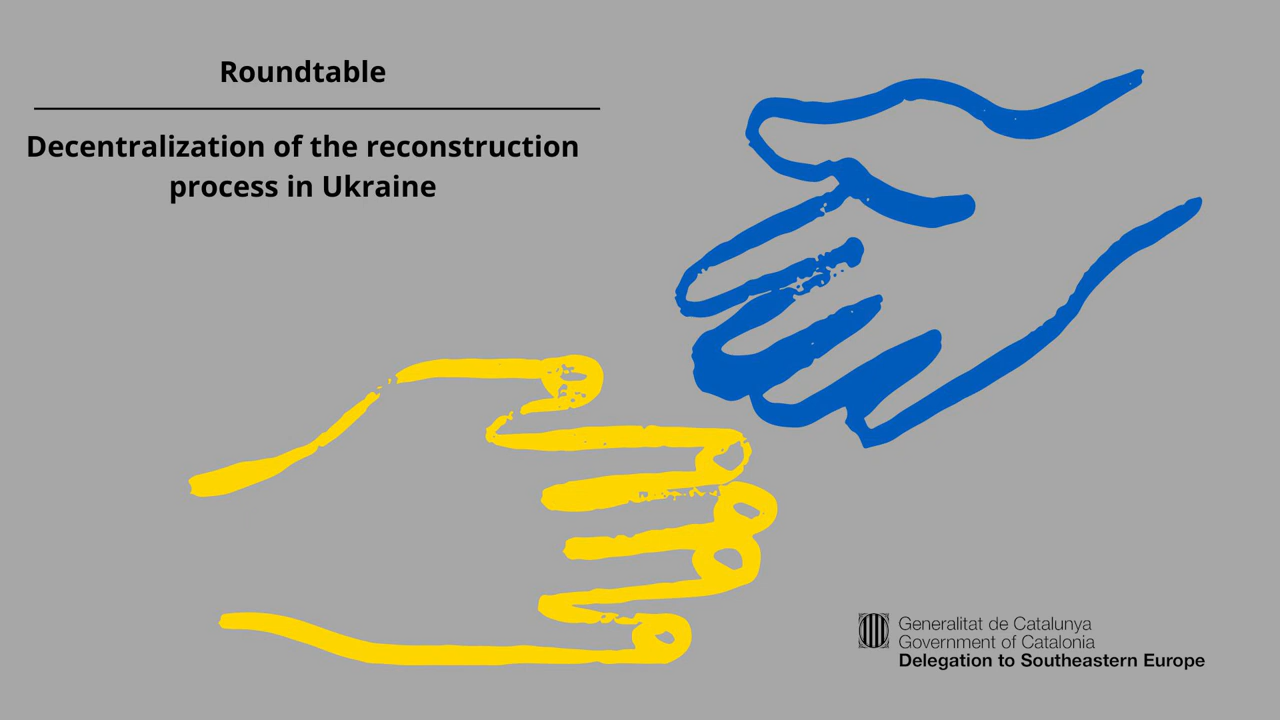 Roundtable
Decentralization of the reconstruction
process in Ukraine
Generalitat de Catalunya
Government of Catalonia
Delegation to Southeastern Europe